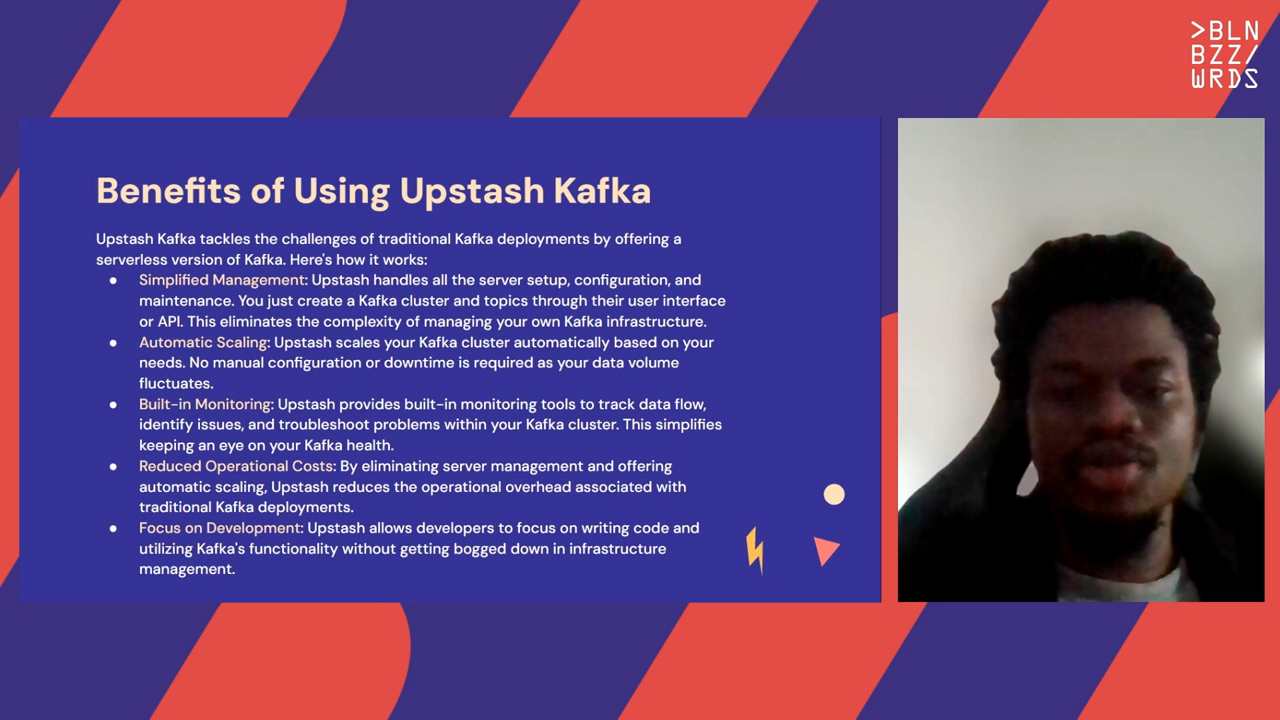 >BLN
BZZ/
WRDS
Benefits of Using Upstash Kafka
Upstash Kafka tackles the challenges of traditional Kafka deployments by offering a
serverless version of Kafka. Here's how it works:
● Simplified Management: Upstash handles all the server setup, configuration, and
maintenance. You just create a Kafka cluster and topics through their user interface
or API. This eliminates the complexity of managing your own Kafka infrastructure.
● Automatic Scaling: Upstash scales your Kafka cluster automatically based on your
needs. No manual configuration or downtime is required as your data volume
fluctuates.
● Built-in Monitoring: Upstash provides built-in monitoring tools to track data flow,
identify issues, and troubleshoot problems within your Kafka cluster. This simplifies
keeping an eye on your Kafka health.
● Reduced Operational Costs: By eliminating server management and offering
automatic scaling, Upstash reduces the operational overhead associated with
traditional Kafka deployments.
● Focus on Development: Upstash allows developers to focus on writing code and
utilizing Kafka's functionality without getting bogged down in infrastructure
management.